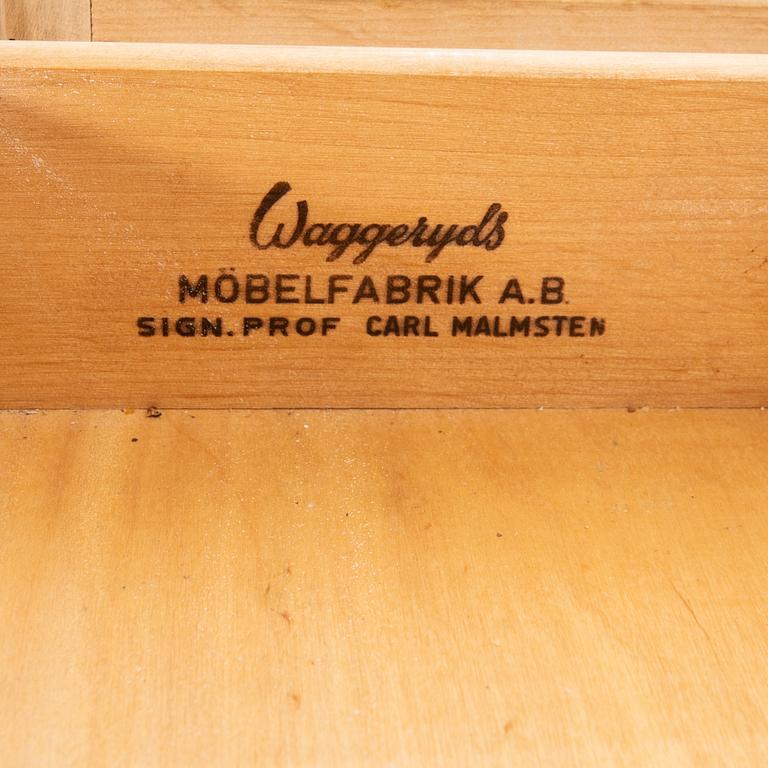 Waggeryds
MÖBELFABRIK A.B.
SIGN. PROF CARL MALMSTEN